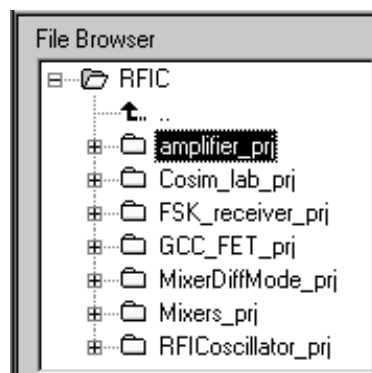 File Browser
RFIC
..
amplifier_prj
Cosim_lab_prj
FSK_receiver_prj
GCC_FET_prj
MixerDiffMode_prj
Mixers_prj
RFICoscillator_prj